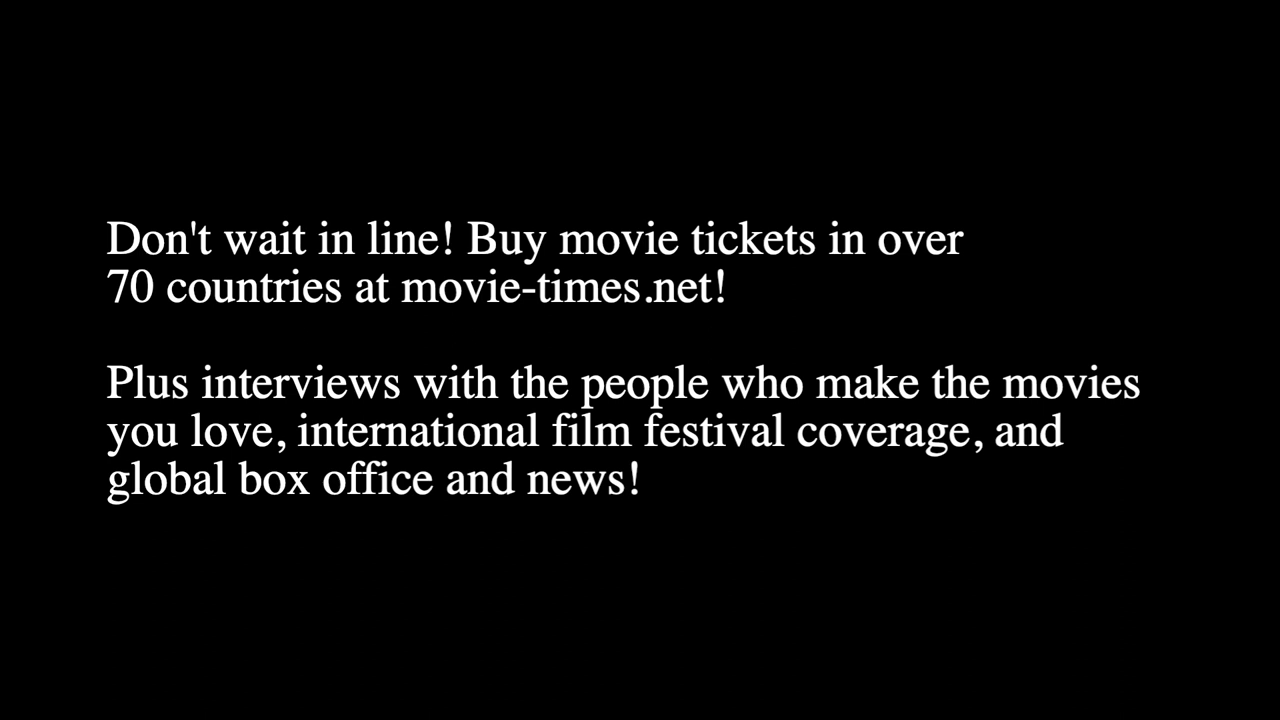 Don't wait in line! Buy movie tickets in over
70 countries at movie-times.net!
Plus interviews with the people who make the movies
you love, international film festival coverage, and
global box office and news!